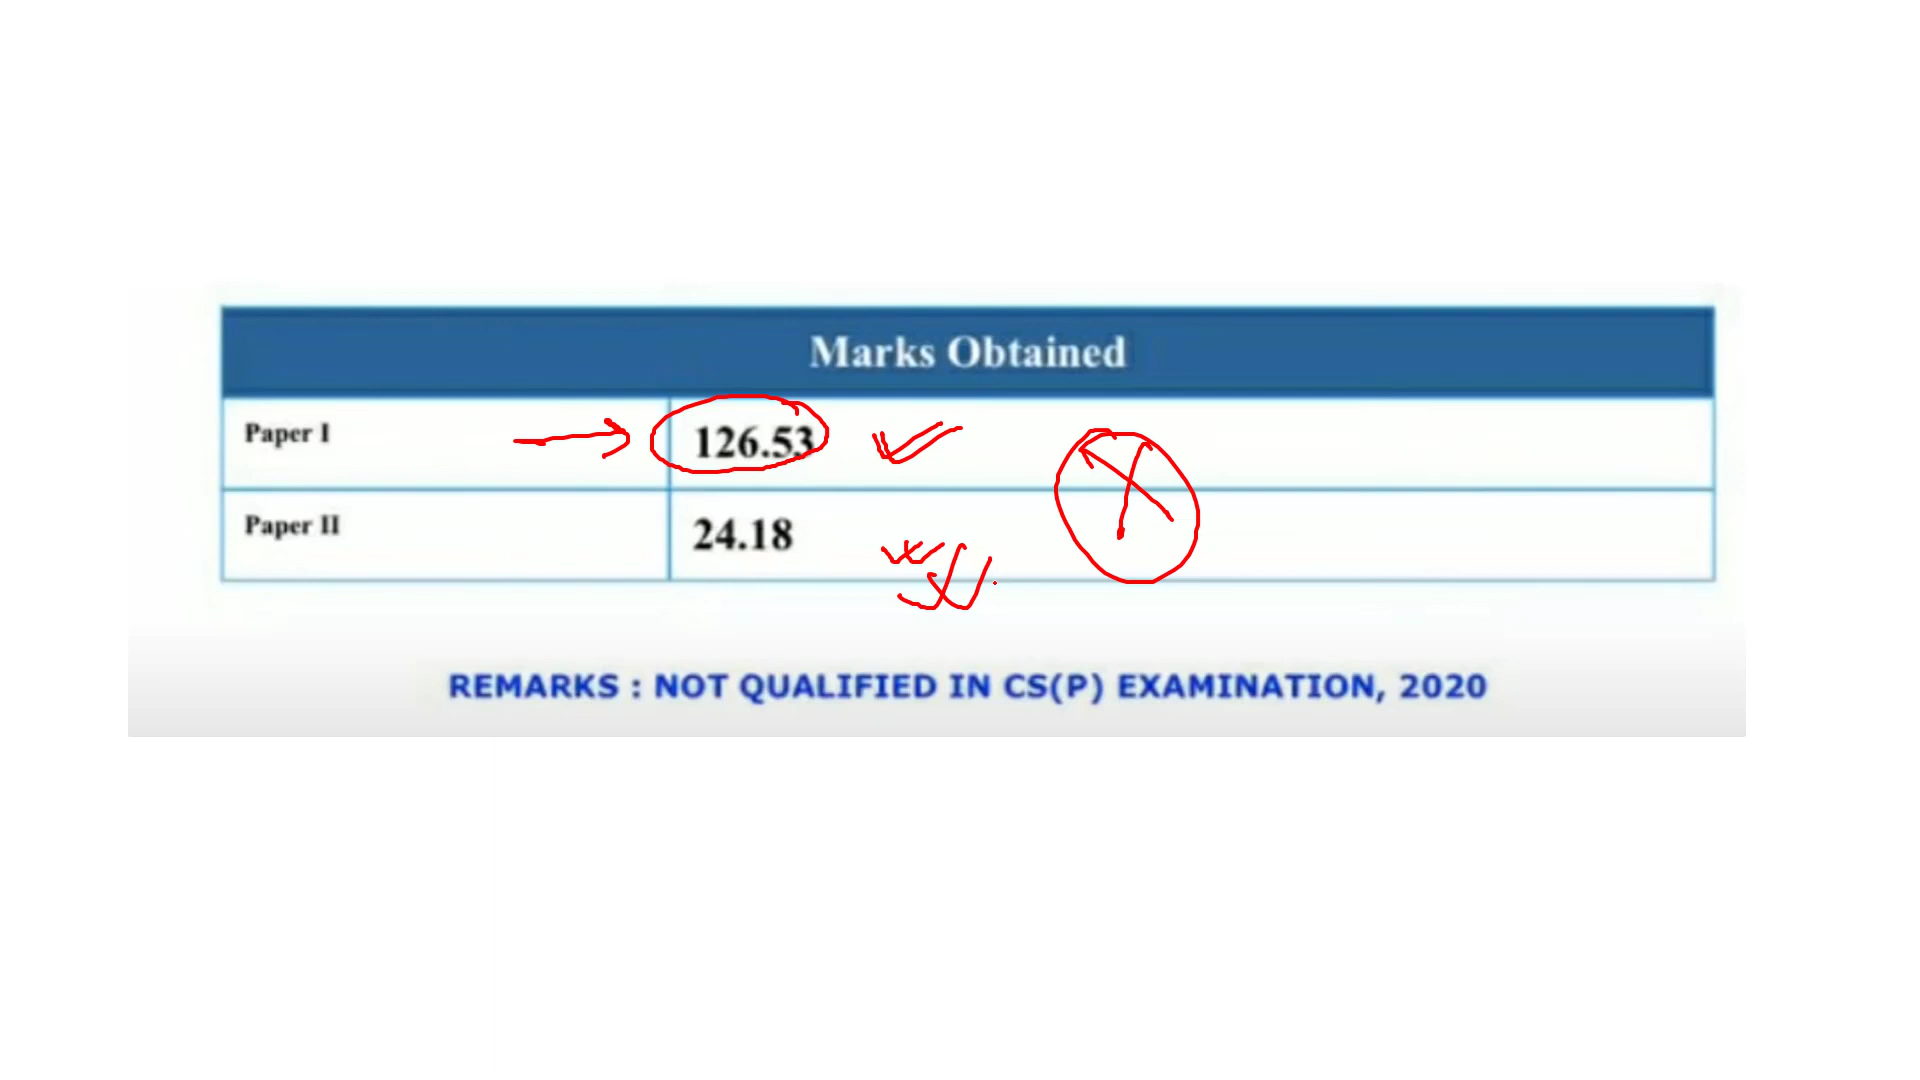 Marks Obtained
Paper I 126.53
Paper II 24.18
REMARKS : NOT QUALIFIED IN CS(P) EXAMINATION, 2020